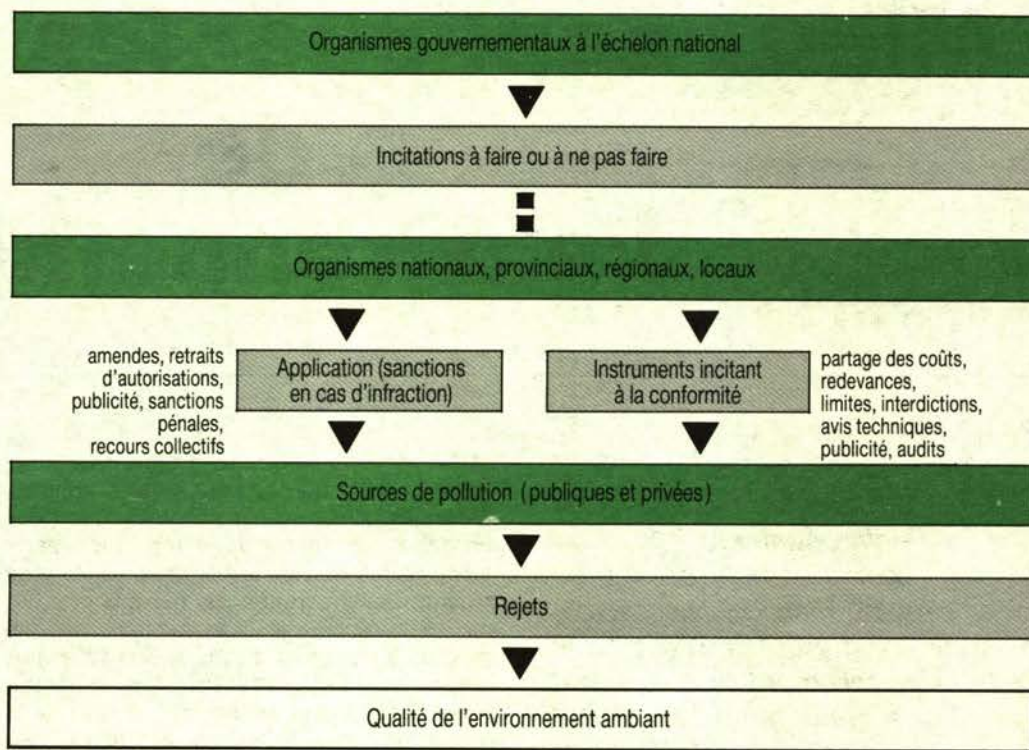 Organismes gouvernementaux à l'échelon national
Incitations à faire ou à ne pas faire
Organismes nationaux, provinciaux, régionaux, locaux
amendes, retraits
d'autorisations,
publicité, sanctions
pénales,
recours collectifs
Application (sanctions
en cas d'infraction)
Instruments incitant
à la conformité
partage des coûts,
redevances,
limites, interdictions,
avis techniques,
publicité, audits
Sources de pollution (publiques et privées)
Rejets
Qualité de l'environnement ambiant